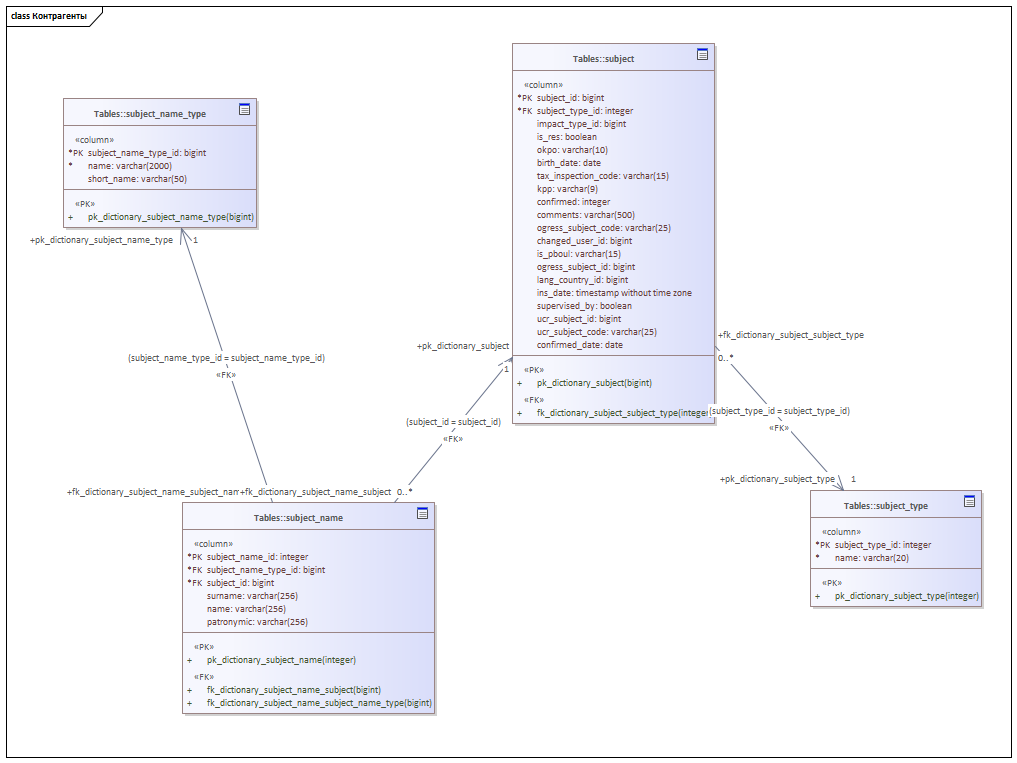 class Контрагенты
Tables::subject_name_type
«column»
*PK subject_name_type_id: bigint
* name: varchar(2000)
short_name: varchar(50)
«PK»
+ pk_dictionary_subject_name_type(bigint)
+pk_dictionary_subject_name_type
1
(subject_name_type_id = subject_name_type_id)
«FK»
+fk_dictionary_subject_name_subject_nam
Tables::subject
«column»
*PK subject_id: bigint
*FK subject_type_id: integer
impact_type_id: bigint
is_res: boolean
okpo: varchar(10)
birth_date: date
tax_inspection_code: varchar(15)
kpp: varchar(9)
confirmed: integer
comments: varchar(500)
ogress_subject_code: varchar(25)
changed_user_id: bigint
is_pboul: varchar(15)
ogress_subject_id: bigint
lang_country_id: bigint
ins_date: timestamp without time zone
supervised_by: boolean
ucr_subject_id: bigint
ucr_subject_code: varchar(25)
confirmed_date: date
«PK»
+ pk_dictionary_subject(bigint)
«FK»
+ fk_dictionary_subject_subject_type(integer)
+pk_dictionary_subject
1
(subject_id = subject_id)
«FK»
+fk_dictionary_subject_name_subject
0..*
+fk_dictionary_subject_subject_type
0..*
(subject_type_id = subject_type_id)
«FK»
+pk_dictionary_subject_type
1
Tables::subject_name
«column»
*PK subject_name_id: integer
*FK subject_name_type_id: bigint
*FK subject_id: bigint
surname: varchar(256)
name: varchar(256)
patronymic: varchar(256)
«PK»
+ pk_dictionary_subject_name(integer)
«FK»
+ fk_dictionary_subject_name_subject(bigint)
+ fk_dictionary_subject_name_subject_name_type(bigint)
Tables::subject_type
«column»
*PK subject_type_id: integer
* name: varchar(20)
«PK»
+ pk_dictionary_subject_type(integer)